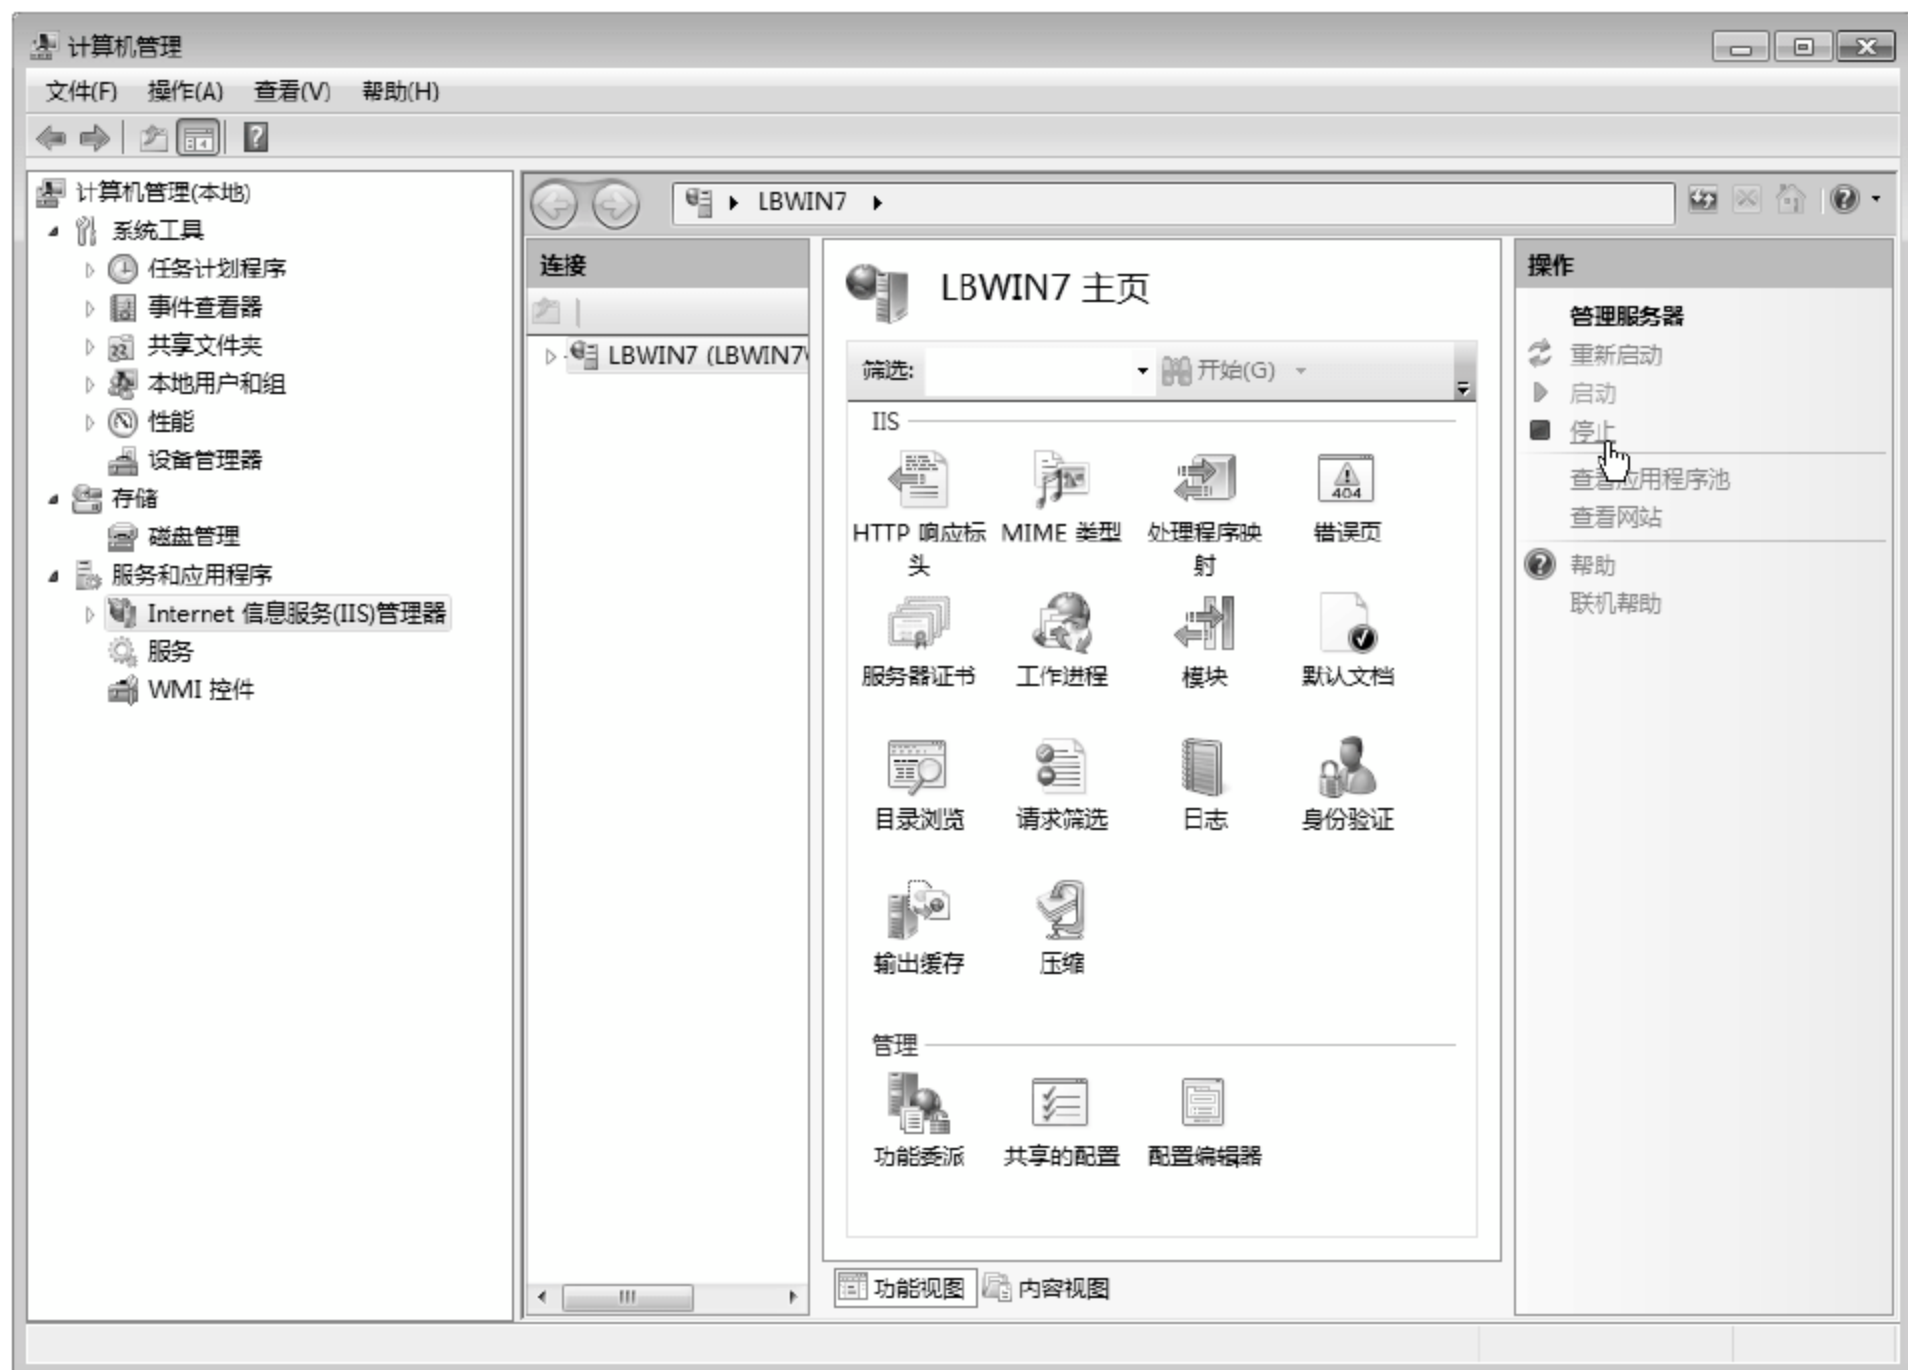 计算机管理
文件(F) 操作(A) 查看(V) 帮助(H)
计算机管理(本地)
系统工具
任务计划程序
事件查看器
共享文件夹
本地用户和组
性能
设备管理器
存储
磁盘管理
服务和应用程序
Internet 信息服务(IIS)管理器
服务
WMI 控件
LBWIN7
连接
LBWIN7 (LBWIN7\
LBWIN7 主页
筛选: 开始(G)
IIS
HTTP 响应标头
MIME 类型
处理程序映射
错误页
404
服务器证书
工作进程
模块
默认文档
目录浏览
请求筛选
日志
身份验证
输出缓存
压缩
管理
功能委派
共享的配置
配置编辑器
功能视图
内容视图
操作
管理服务器
重新启动
启动
停止
查看应用程序池
查看网站
帮助
联机帮助